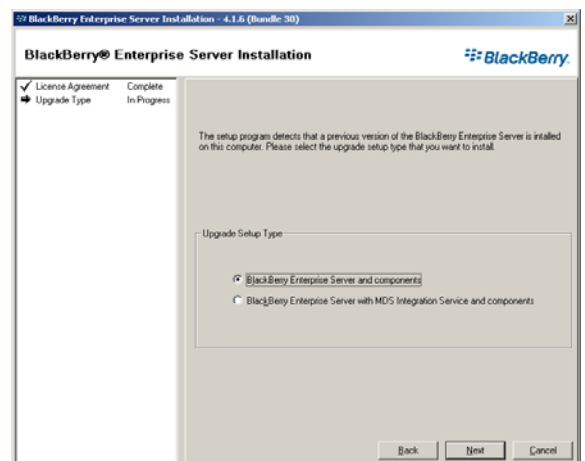 BlackBerry Enterprise Server Installation - 4.1.6 (Bundle 30)
BlackBerry® Enterprise Server Installation
BlackBerry.
License Agreement Complete
Upgrade Type In Progress
The setup program detects that a previous version of the BlackBerry Enterprise Server is intalled
on this computer. Please select the upgrade setup type that you want to install.
Upgrade Setup Type
BlackBerry Enterprise Server and components
BlackBerry Enterprise Server with MDS Integration Service and components
Back
Next
Cancel